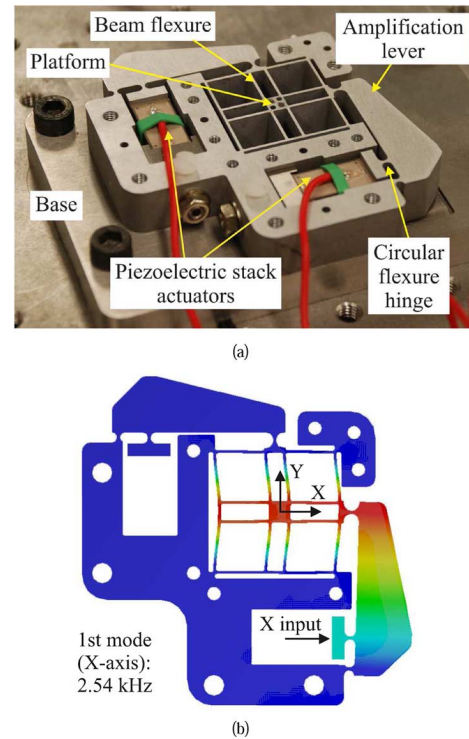 Beam flexure
Platform
Amplification
lever
Base
Piezoelectric stack
actuators
Circular
flexure
hinge
(a)
Y
X
X input
1st mode
(X-axis):
2.54 kHz
(b)